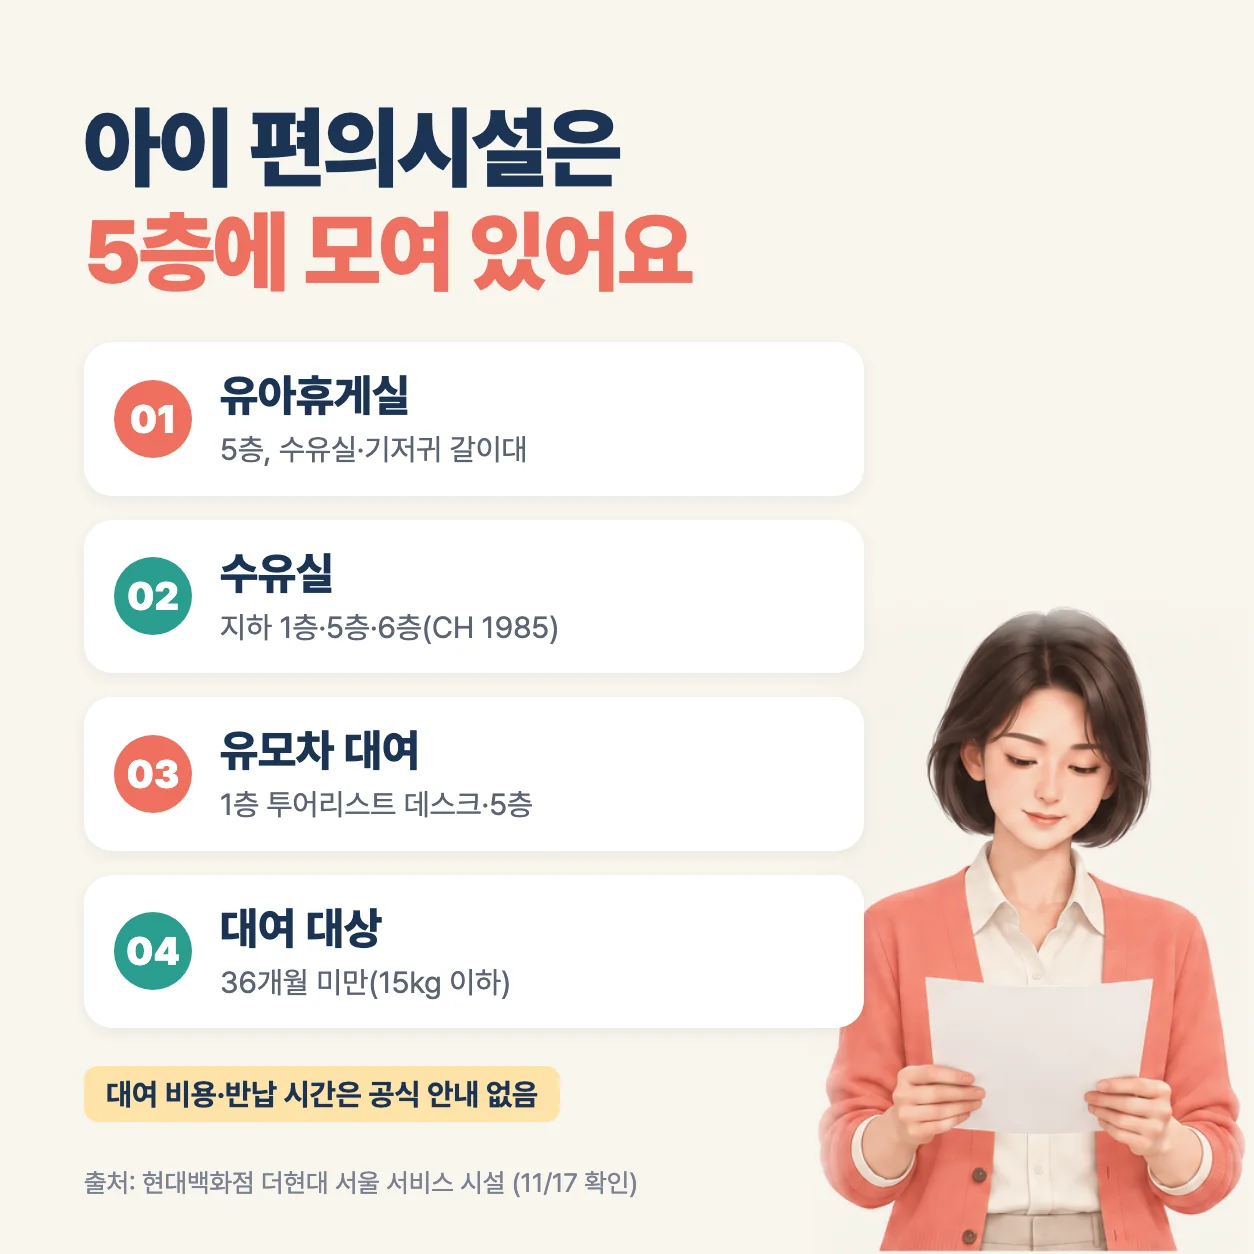 아이 편의시설은
5층에 모여 있어요
01
유아휴게실
5층, 수유실·기저귀 갈이대
02
수유실
지하 1층·5층·6층(CH 1985)
03
유모차 대여
1층 투어리스트 데스크·5층
04
대여 대상
36개월 미만(15kg 이하)
대여 비용·반납 시간은 공식 안내 없음
출처: 현대백화점 더현대 서울 서비스 시설 (11/17 확인)